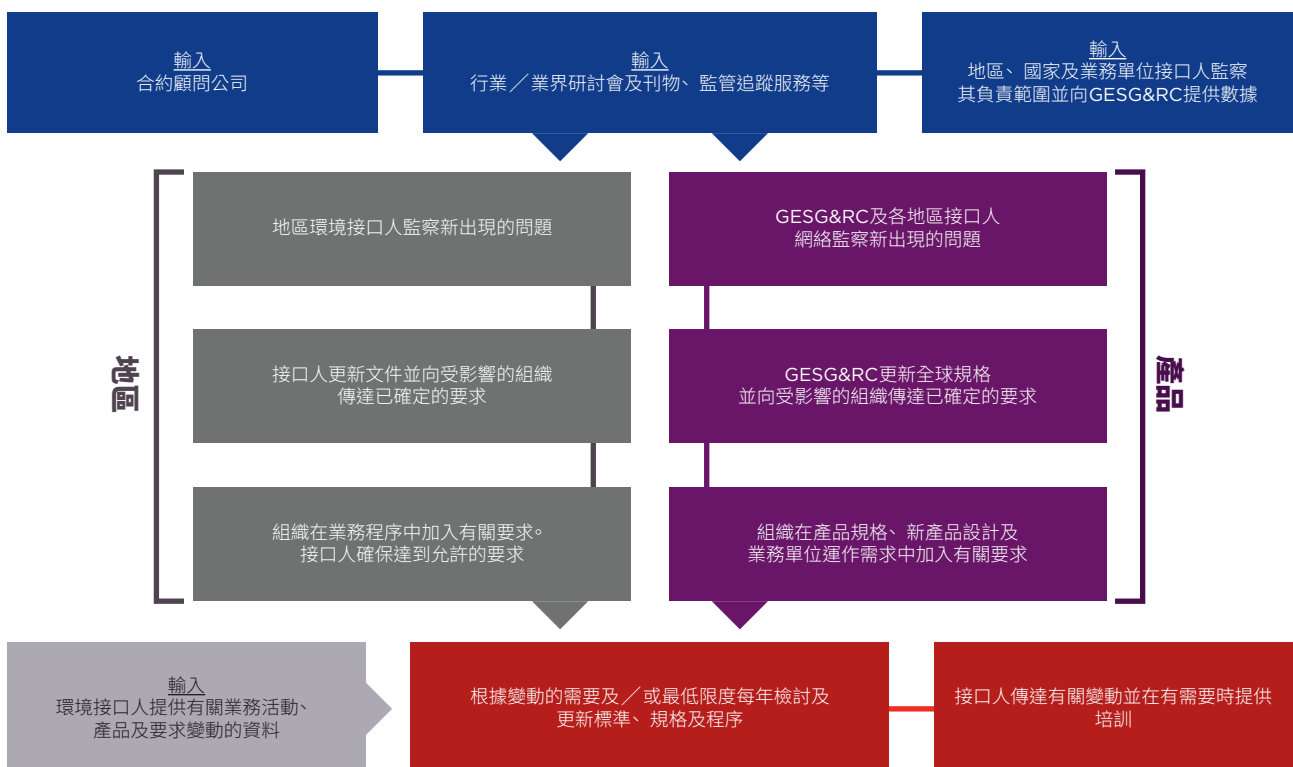 輸入
合約顧問公司
輸入
行業／業界研討會及刊物、監管追蹤服務等
輸入
地區、國家及業務單位接口人監察
其負責範圍並向GESG&RC提供數據
地區
地區環境接口人監察新出現的問題
接口人更新文件並向受影響的組織
傳達已確定的要求
組織在業務程序中加入有關要求。
接口人確保達到允許的要求
GESG&RC及各地區接口人
網絡監察新出現的問題
GESG&RC更新全球規格
並向受影響的組織傳達已確定的要求
組織在產品規格、新產品設計及
業務單位運作需求中加入有關要求
產品
輸入
環境接口人提供有關業務活動、
產品及要求變動的資料
根據變動的需要及／或最低限度每年檢討及
更新標準、規格及程序
接口人傳達有關變動並在有需要時提供
培訓